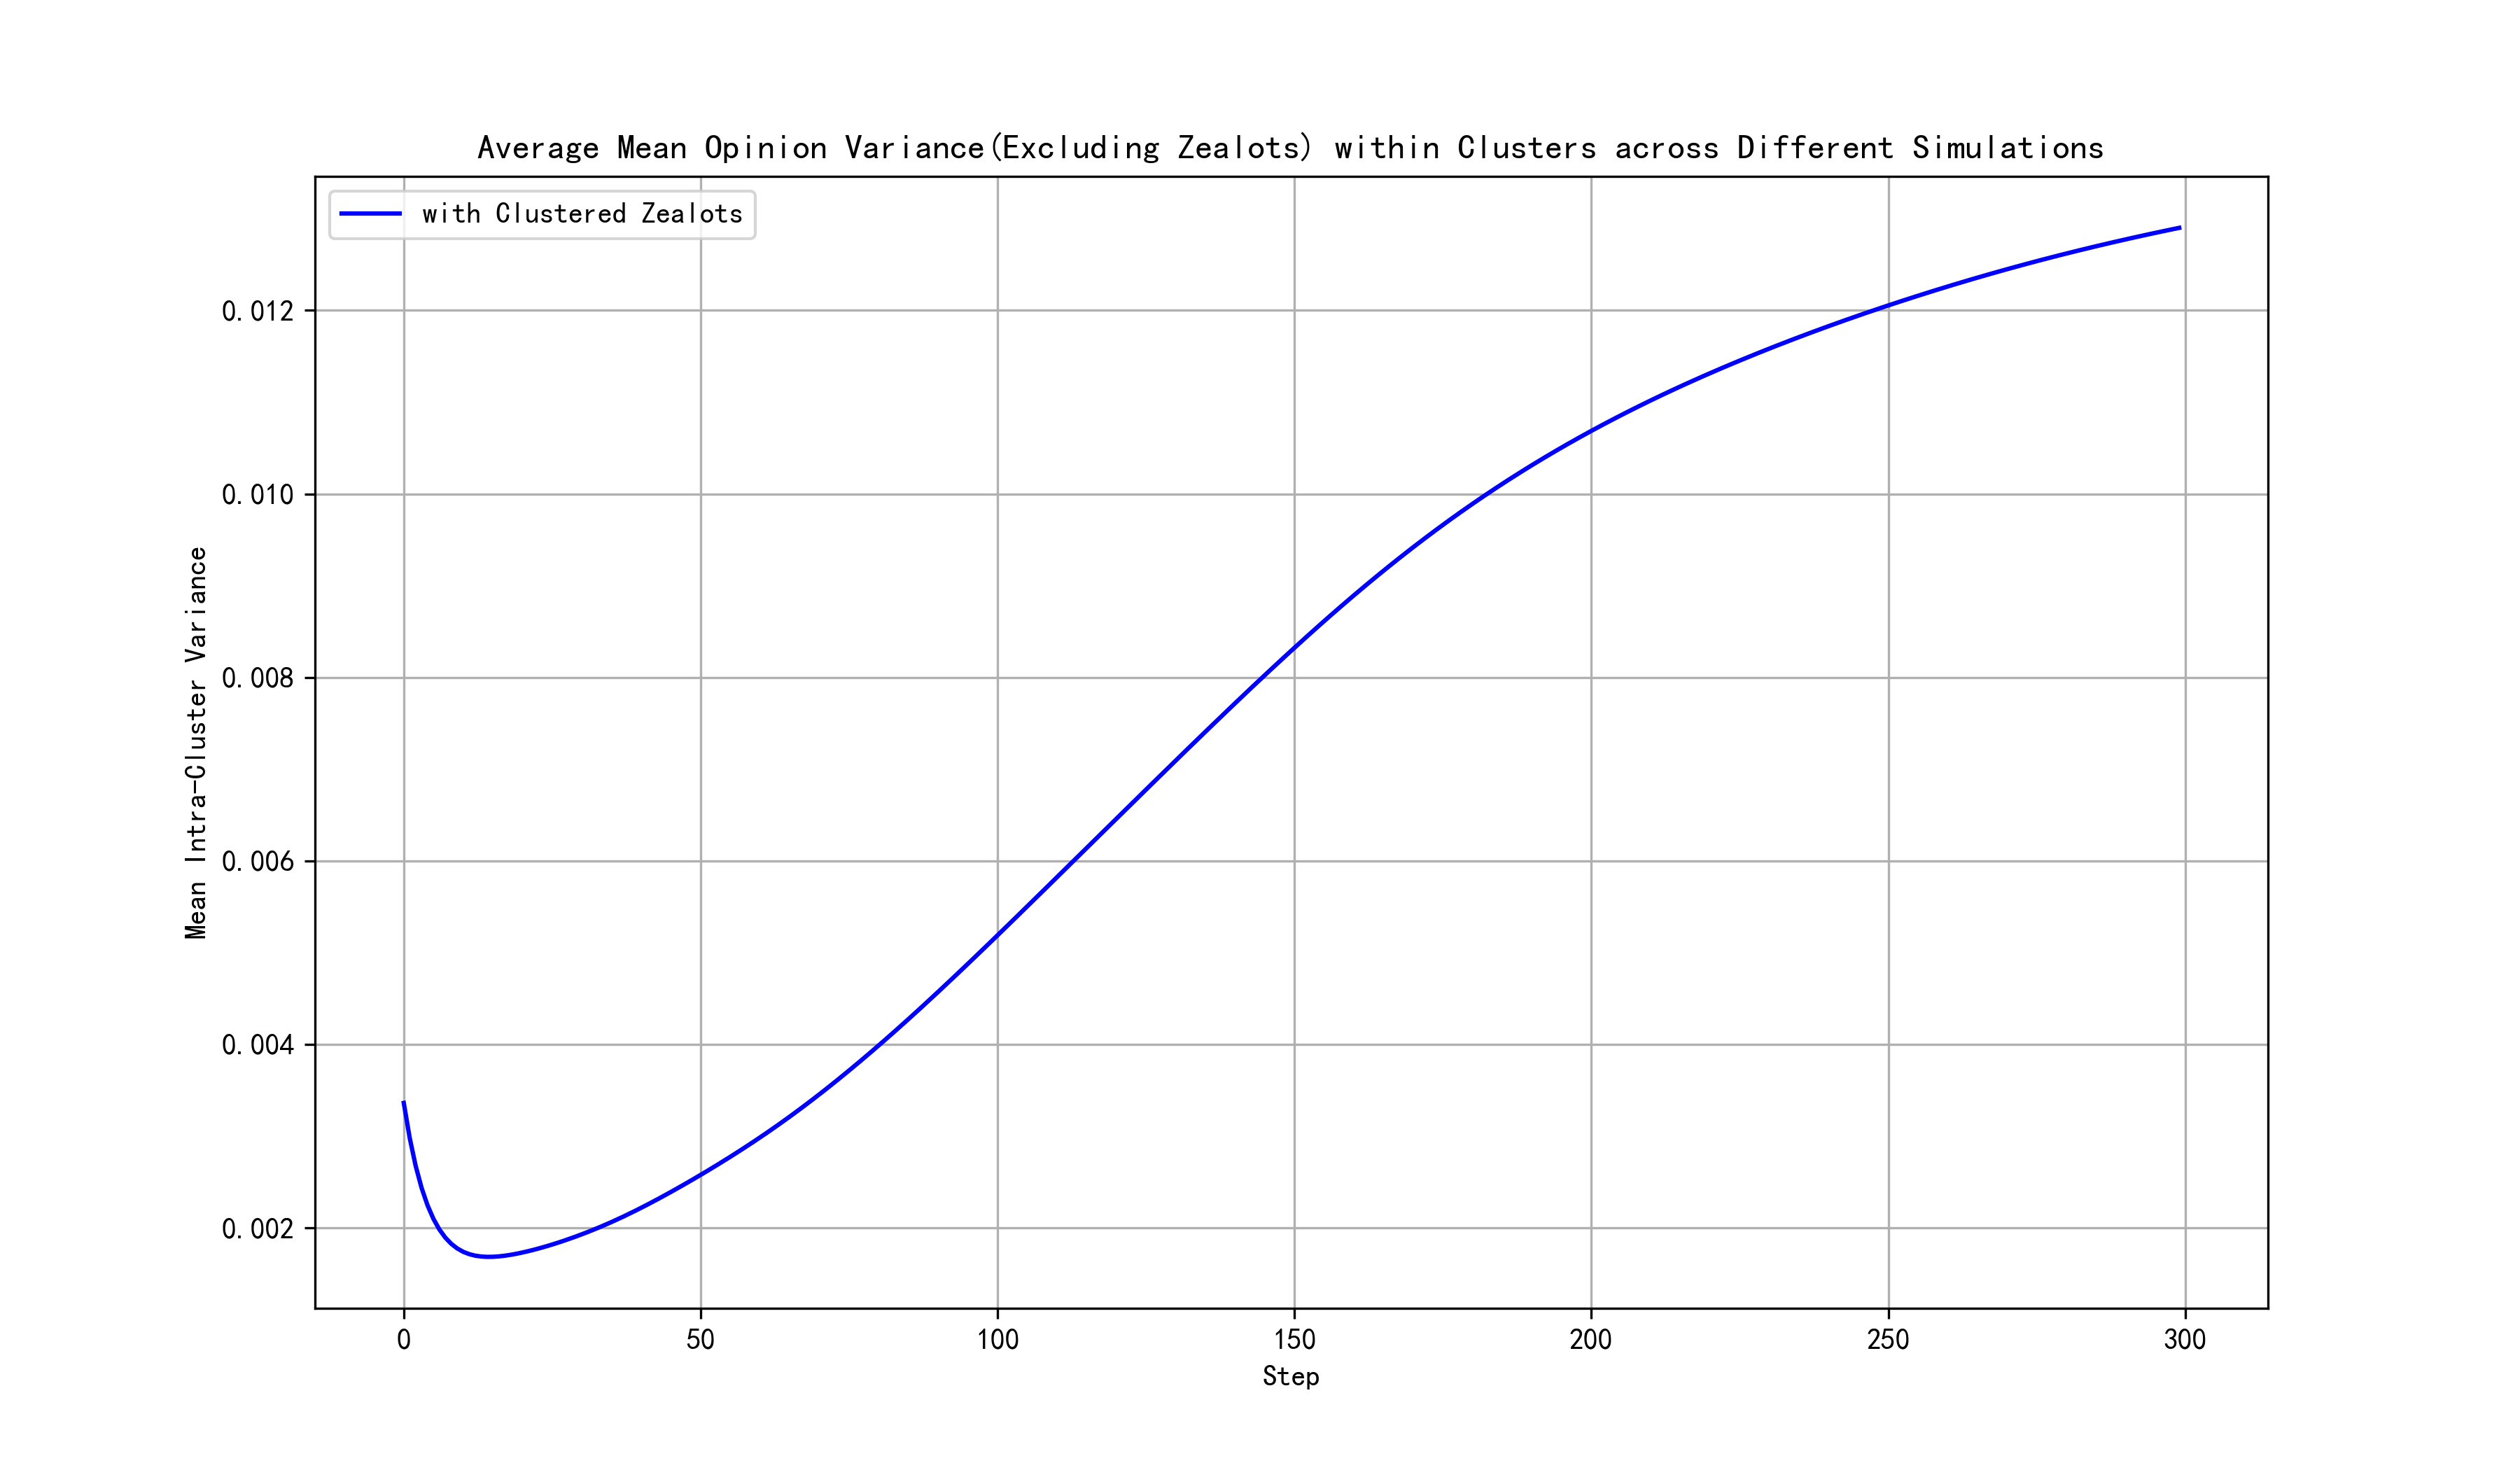 Average Mean Opinion Variance(Excluding Zealots) within Clusters across Different Simulations
with Clustered Zealots
Mean Intra-Cluster Variance
0.012
0.010
0.008
0.006
0.004
0.002
0 50 100 150 200 250 300
Step